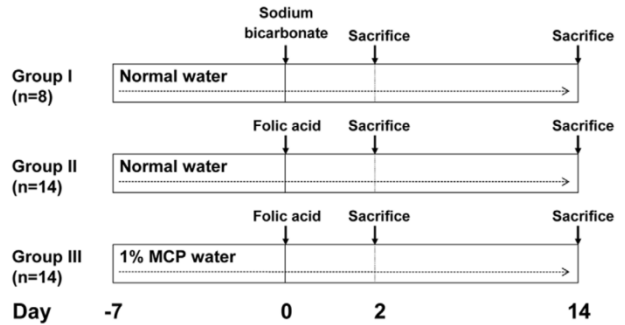 Sodium
bicarbonate Sacrifice Sacrifice
Group I
(n=8)
Normal water
Folic acid Sacrifice Sacrifice
Group II
(n=14)
Normal water
Folic acid Sacrifice Sacrifice
Group III
(n=14)
1% MCP water
Day -7 0 2 14